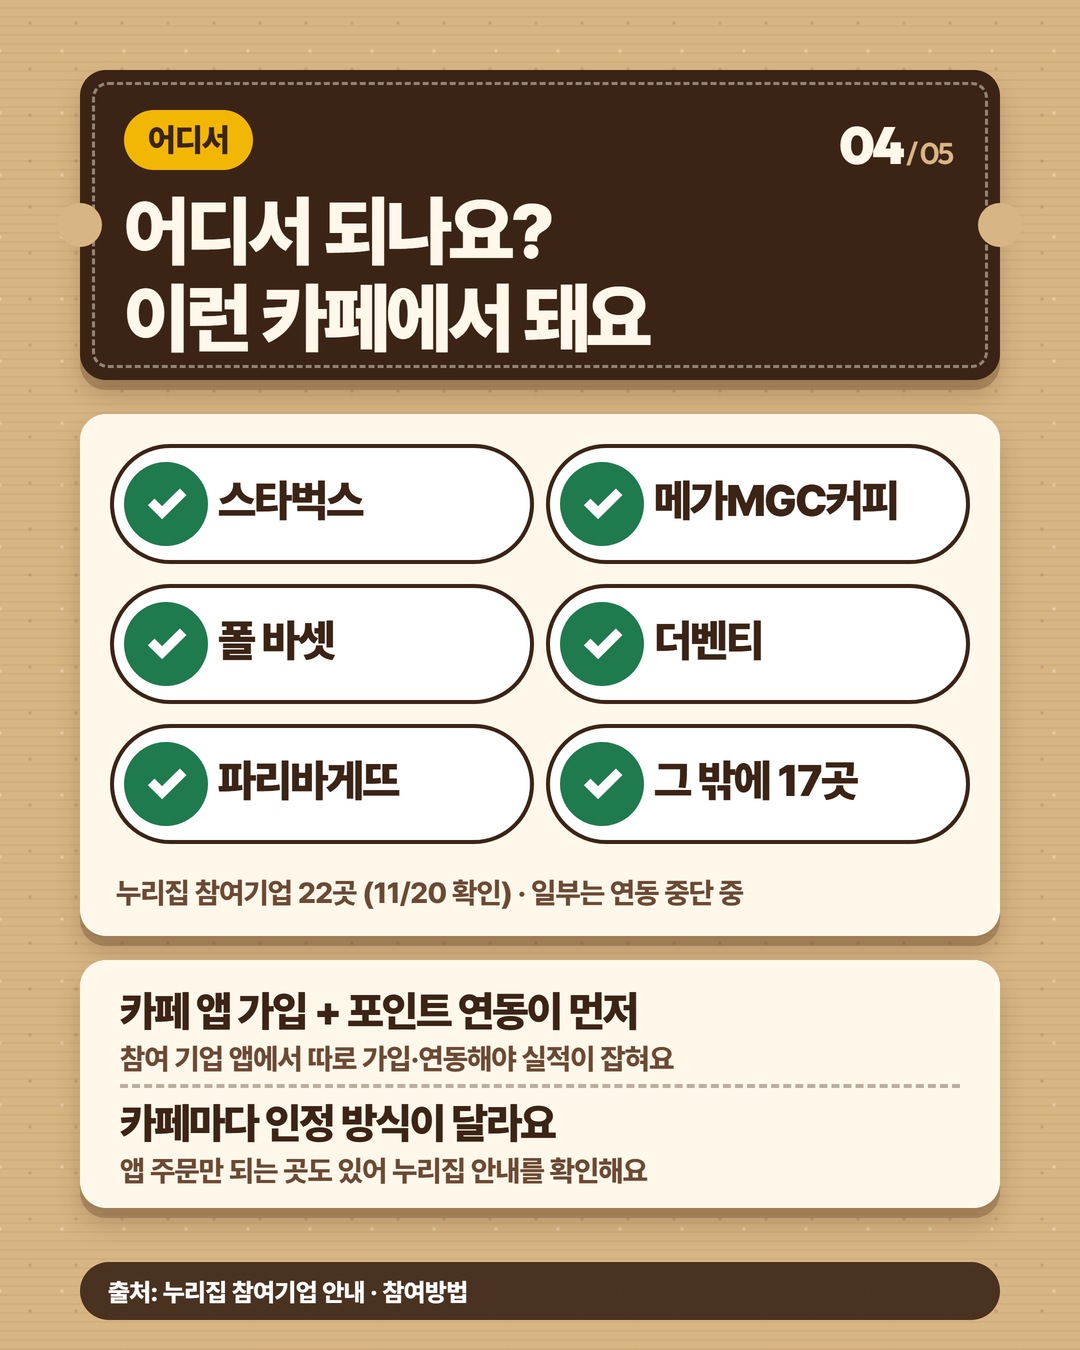 어디서
04/05
어디서 되나요?
이런 카페에서 돼요
스타벅스
메가MGC커피
폴 바셋
더벤티
파리바게뜨
그 밖에 17곳
누리집 참여기업 22곳 (11/20 확인) · 일부는 연동 중단 중
카페 앱 가입 + 포인트 연동이 먼저
참여 기업 앱에서 따로 가입·연동해야 실적이 잡혀요
카페마다 인정 방식이 달라요
앱 주문만 되는 곳도 있어 누리집 안내를 확인해요
출처: 누리집 참여기업 안내 · 참여방법